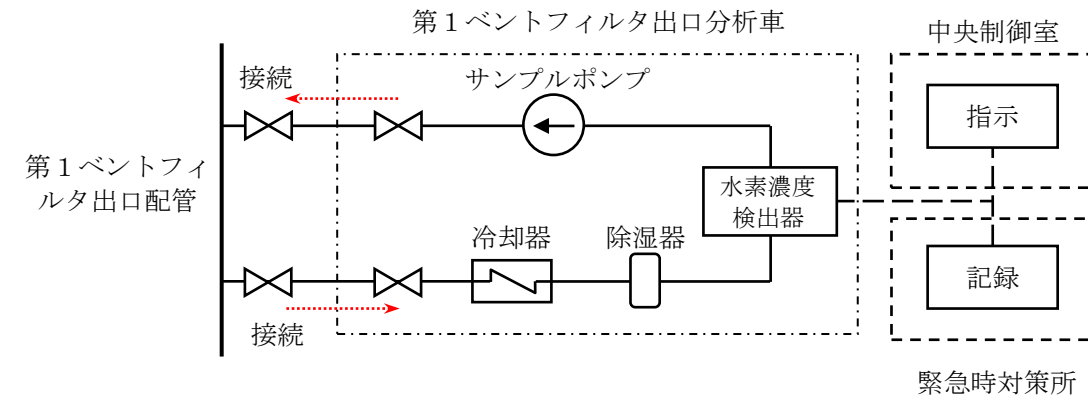 第1ベントフィルタ出口分析車
中央制御室
接続
サンプルポンプ
指示
第1ベントフィ
ルタ出口配管
水素濃度
検出器
冷却器
除湿器
記録
接続
緊急時対策所